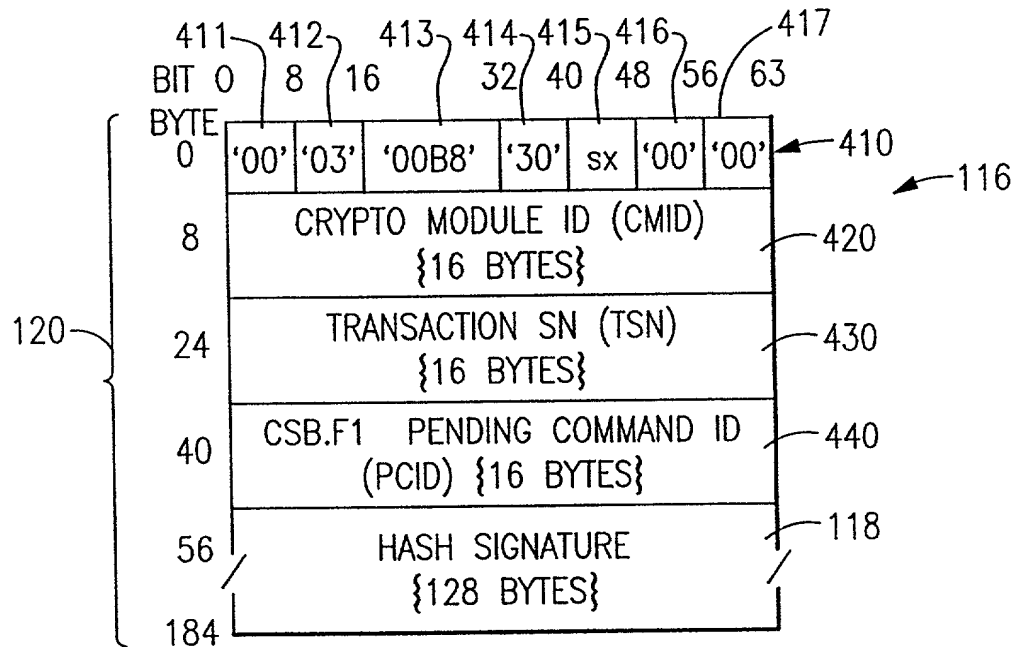 411 412 413 414 415 416 417
BIT 0 8 16 32 40 48 56 63
BYTE
0 '00' '03' '00B8' '30' sx '00' '00' 410
116
8 CRYPTO MODULE ID (CMID) 420
{16 BYTES}
120 24 TRANSACTION SN (TSN) 430
{16 BYTES}
40 CSB.F1 PENDING COMMAND ID 440
(PCID) {16 BYTES}
56 HASH SIGNATURE 118
{128 BYTES}
184